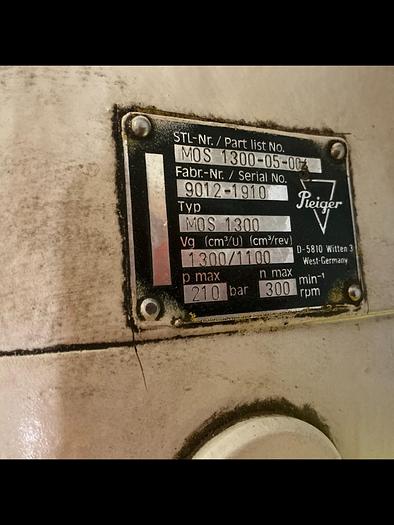 STL-Nr. / Part list No.
MOS 1300-05-00
Fabr.-Nr. / Serial No.
9012-1910
Typ
MOS 1300
Vg (cm³/U) (cm³/rev)
1300/1100
p max
210 bar
n max
300 min⁻¹ rpm
Pleiger
D-5810 Witten 3
West-Germany